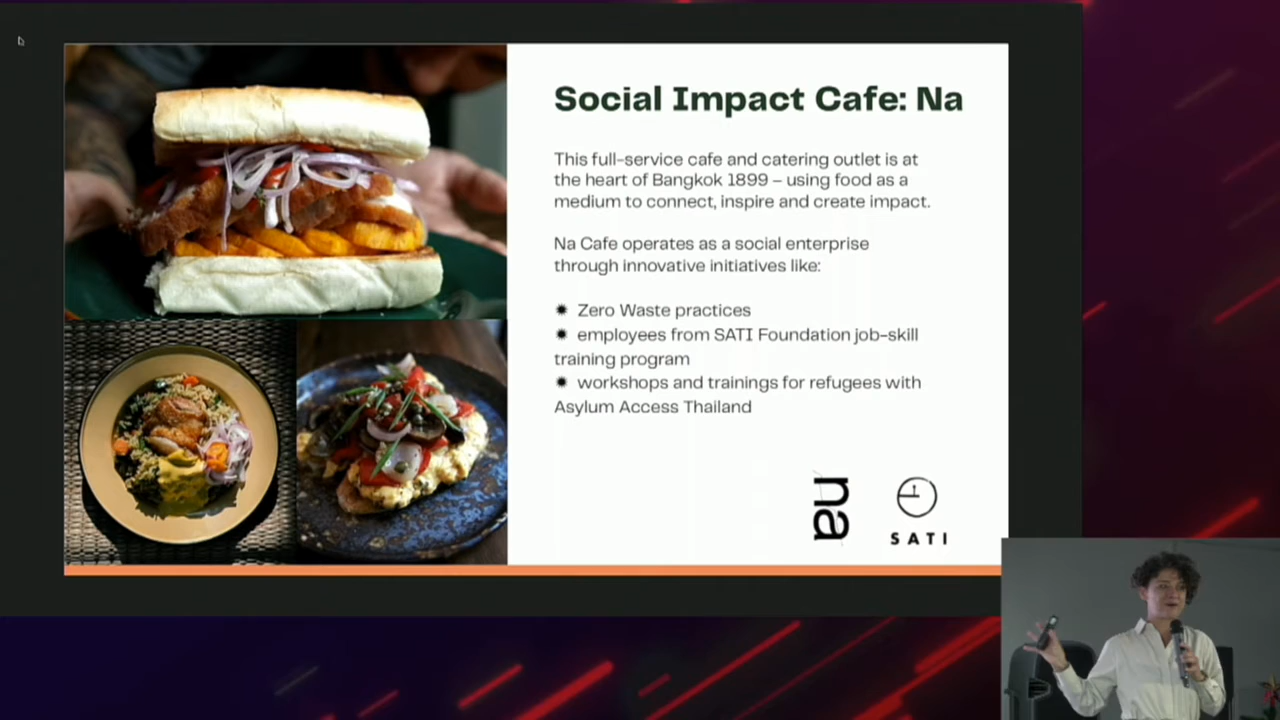 Social Impact Cafe: Na
This full-service cafe and catering outlet is at
the heart of Bangkok 1899 – using food as a
medium to connect, inspire and create impact.
Na Cafe operates as a social enterprise
through innovative initiatives like:
✹ Zero Waste practices
✹ employees from SATI Foundation job-skill
training program
✹ workshops and trainings for refugees with
Asylum Access Thailand
na
SATI